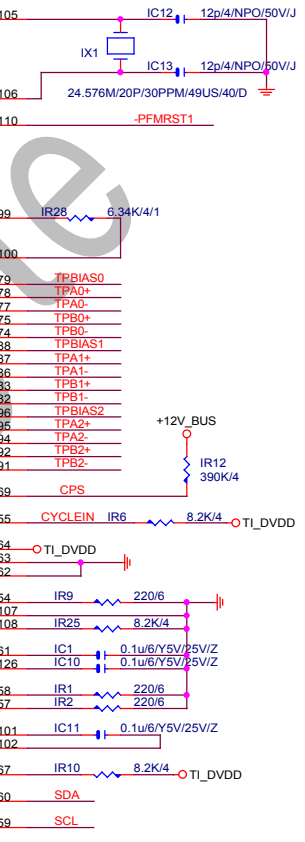 105 IC12 12p/4/NPO/50V/J
IX1
IC13 12p/4/NPO/50V/J
106 24.576M/20P/30PPM/49US/40/D
110 -PFMRST1
99 IR28 6.34K/4/1
100
79 TPBIAS0
78 TPA0+
77 TPA0-
75 TPB0+
74 TPB0-
88 TPBIAS1
87 TPA1+
86 TPA1-
83 TPB1+
82 TPB1-
96 TPBIAS2
95 TPA2+
94 TPA2-
92 TPB2+
91 TPB2-
+12V_BUS
IR12
390K/4
69 CPS
55 CYCLEIN IR6 8.2K/4 TI_DVDD
64 TI_DVDD
63
62
54 IR9 220/6
107
108 IR25 8.2K/4
61 IC1 0.1u/6/Y5V/25V/Z
126 IC10 0.1u/6/Y5V/25V/Z
58 IR1 220/6
57 IR2 220/6
101 IC11 0.1u/6/Y5V/25V/Z
102
67 IR10 8.2K/4 TI_DVDD
60 SDA
59 SCL